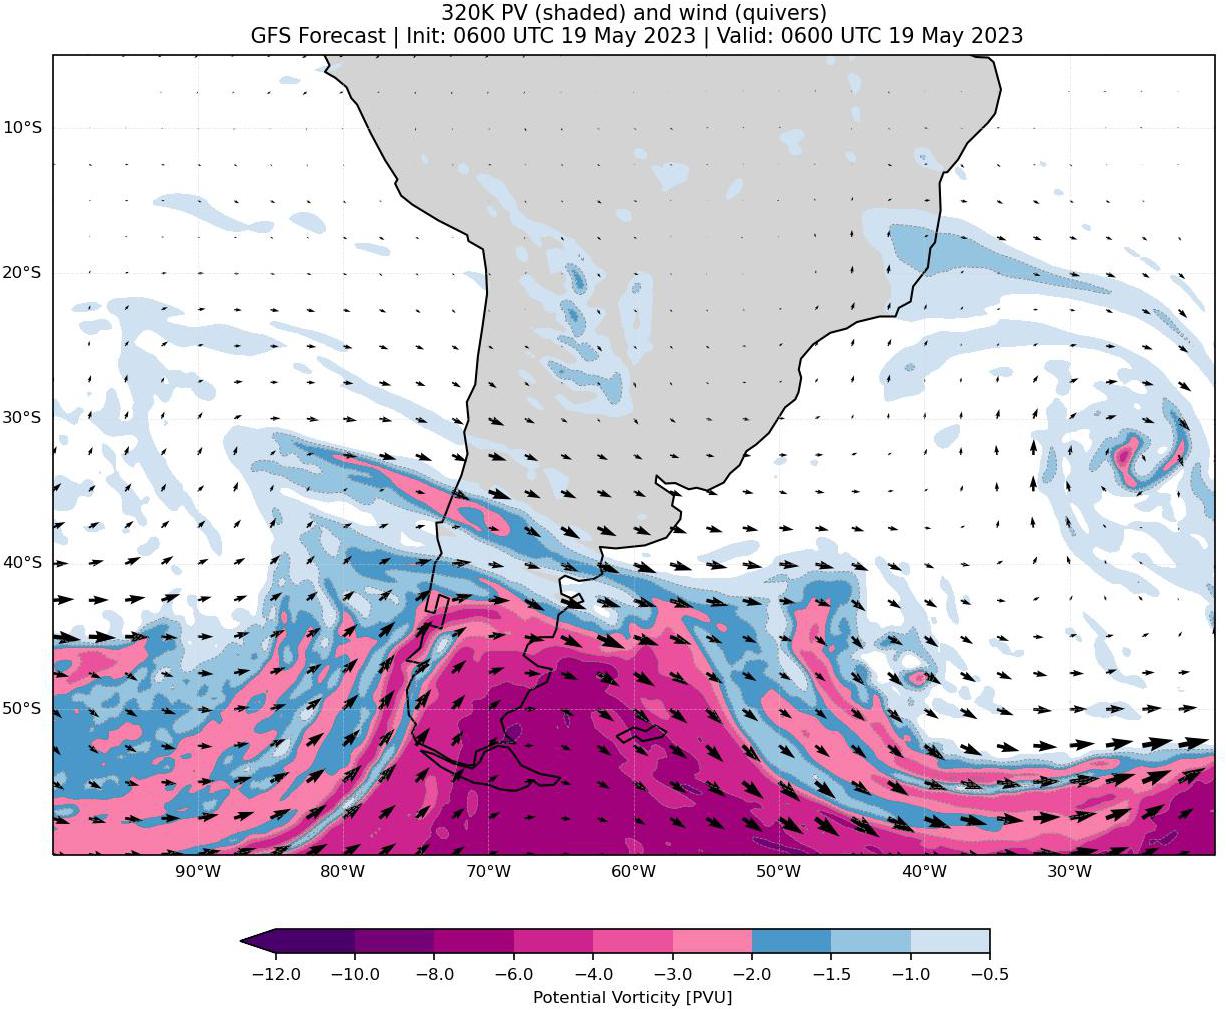 320K PV (shaded) and wind (quivers)
GFS Forecast | Init: 0600 UTC 19 May 2023 | Valid: 0600 UTC 19 May 2023
10°S
20°S
30°S
40°S
50°S
90°W 80°W 70°W 60°W 50°W 40°W 30°W
−12.0 −10.0 −8.0 −6.0 −4.0 −3.0 −2.0 −1.5 −1.0 −0.5
Potential Vorticity [PVU]